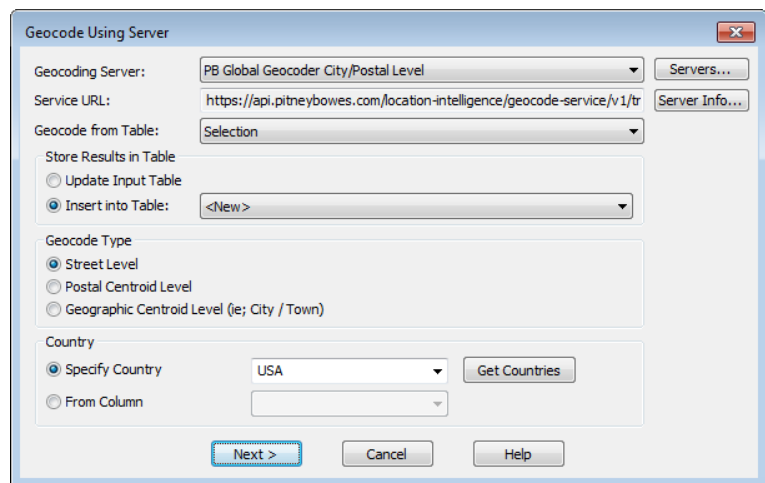 Geocode Using Server
Geocoding Server: PB Global Geocoder City/Postal Level Servers...
Service URL: https://api.pitneybowes.com/location-intelligence/geocode-service/v1/tr Server Info...
Geocode from Table: Selection
Store Results in Table
Update Input Table
Insert into Table: <New>
Geocode Type
Street Level
Postal Centroid Level
Geographic Centroid Level (ie; City / Town)
Country
Specify Country USA Get Countries
From Column
Next > Cancel Help